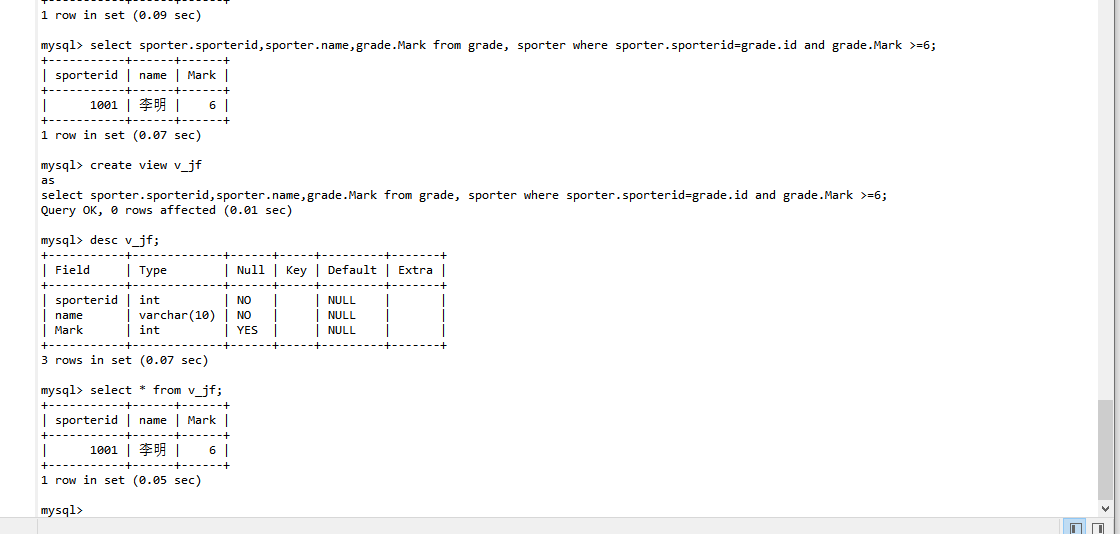 1 row in set (0.09 sec)
mysql> select sporter.sporterid,sporter.name,grade.Mark from grade, sporter where sporter.sporterid=grade.id and grade.Mark >=6;
+-----------+------+------+
| sporterid | name | Mark |
+-----------+------+------+
|      1001 | 李明 |    6 |
+-----------+------+------+
1 row in set (0.07 sec)
mysql> create view v_jf
as
select sporter.sporterid,sporter.name,grade.Mark from grade, sporter where sporter.sporterid=grade.id and grade.Mark >=6;
Query OK, 0 rows affected (0.01 sec)
mysql> desc v_jf;
+-----------+-------------+------+-----+---------+-------+
| Field     | Type        | Null | Key | Default | Extra |
+-----------+-------------+------+-----+---------+-------+
| sporterid | int         | NO   |     | NULL    |       |
| name      | varchar(10) | NO   |     | NULL    |       |
| Mark      | int         | YES  |     | NULL    |       |
+-----------+-------------+------+-----+---------+-------+
3 rows in set (0.07 sec)
mysql> select * from v_jf;
+-----------+------+------+
| sporterid | name | Mark |
+-----------+------+------+
|      1001 | 李明 |    6 |
+-----------+------+------+
1 row in set (0.05 sec)
mysql>